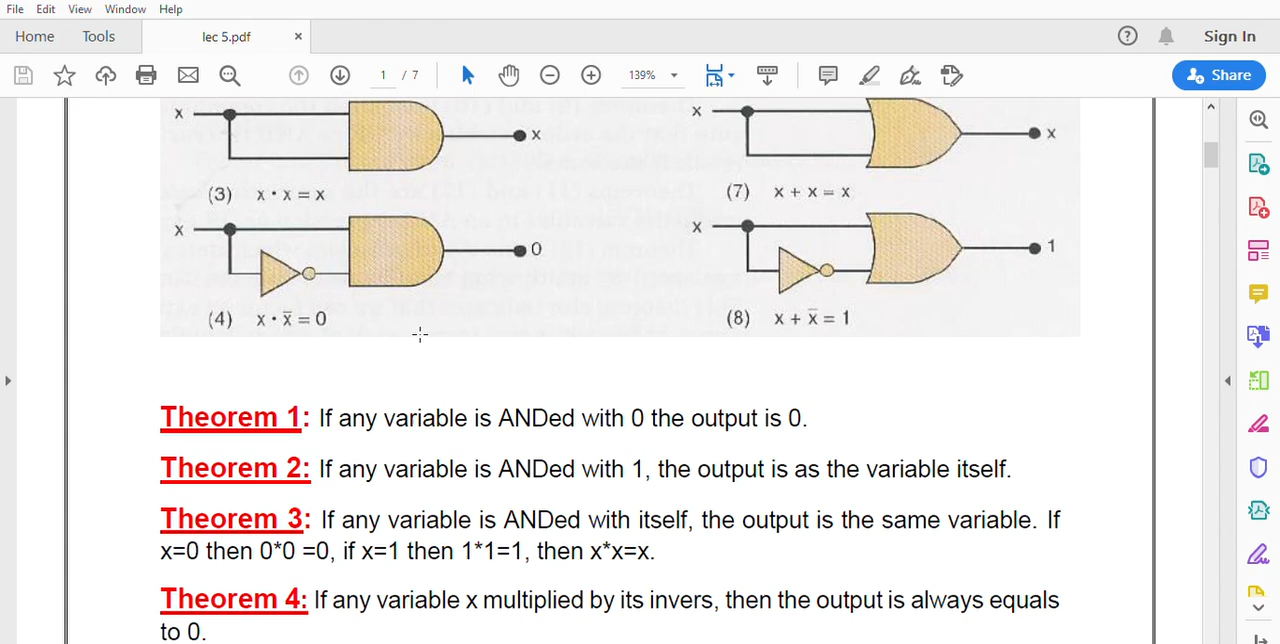 File Edit View Window Help
Home Tools lec 5.pdf × ? Sign In
1 / 7 139% Share
x x x x
(3) x • x = x (7) x + x = x
x 0 x 1
(4) x • x̅ = 0 (8) x + x̅ = 1
Theorem 1: If any variable is ANDed with 0 the output is 0.
Theorem 2: If any variable is ANDed with 1, the output is as the variable itself.
Theorem 3: If any variable is ANDed with itself, the output is the same variable. If
x=0 then 0*0 =0, if x=1 then 1*1=1, then x*x=x.
Theorem 4: If any variable x multiplied by its invers, then the output is always equals
to 0.